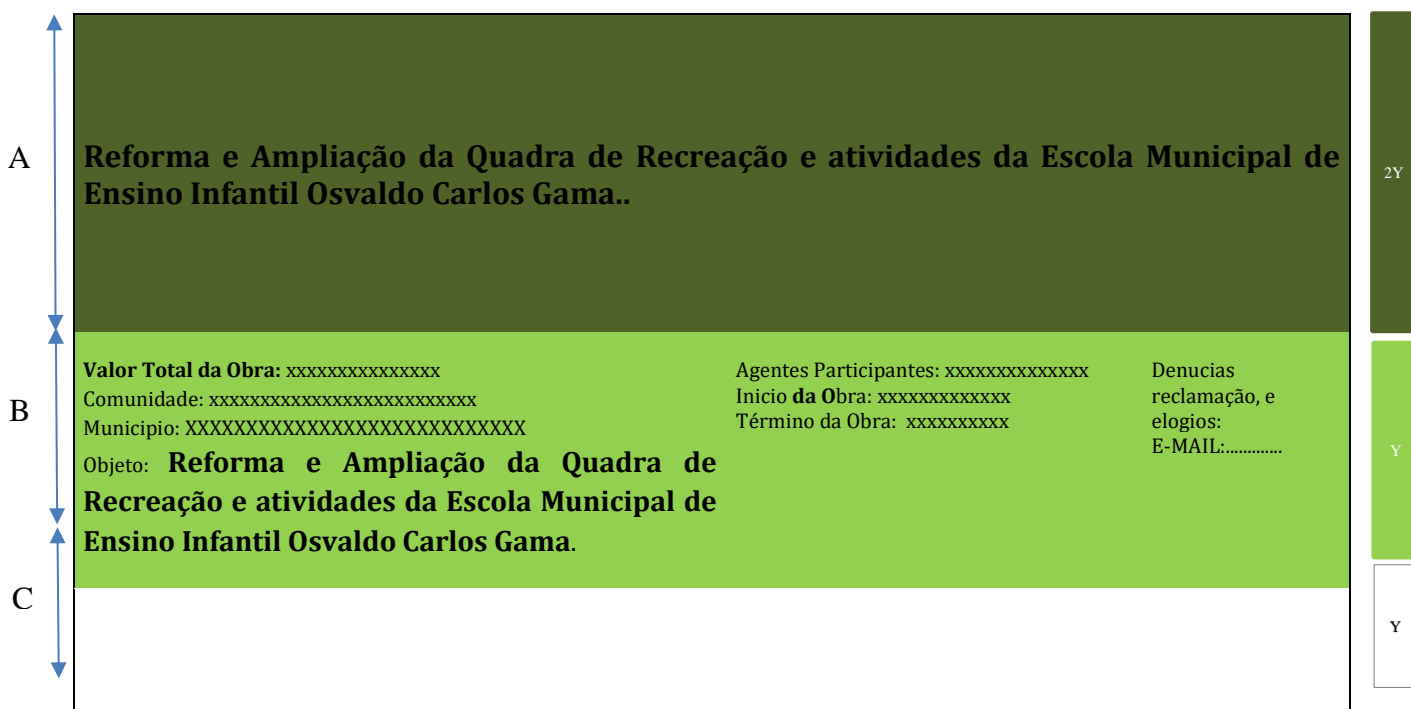 A
Reforma e Ampliação da Quadra de Recreação e atividades da Escola Municipal de
Ensino Infantil Osvaldo Carlos Gama..
2Y
B
Valor Total da Obra: xxxxxxxxxxxxxxx
Comunidade: xxxxxxxxxxxxxxxxxxxxxxxxxx
Municipio: XXXXXXXXXXXXXXXXXXXXXXXXXXXX
Objeto: Reforma e Ampliação da Quadra de
Recreação e atividades da Escola Municipal de
Ensino Infantil Osvaldo Carlos Gama.
Agentes Participantes: xxxxxxxxxxxxxx
Inicio da Obra: xxxxxxxxxxxxx
Término da Obra: xxxxxxxxxx
Denucias
reclamação, e
elogios:
E-MAIL:.............
Y
C
Y